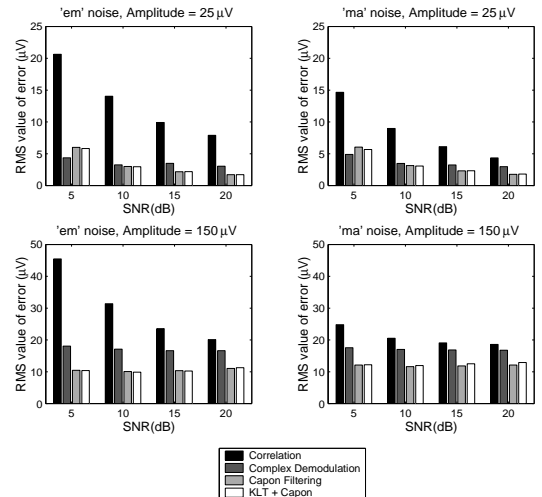 'em' noise, Amplitude = 25 μV
RMS value of error (μV)
25
20
15
10
5
0
5 10 15 20
SNR(dB)
'ma' noise, Amplitude = 25 μV
RMS value of error (μV)
25
20
15
10
5
0
5 10 15 20
SNR(dB)
'em' noise, Amplitude = 150 μV
RMS value of error (μV)
50
40
30
20
10
0
5 10 15 20
SNR(dB)
'ma' noise, Amplitude = 150 μV
RMS value of error (μV)
50
40
30
20
10
0
5 10 15 20
SNR(dB)
Correlation
Complex Demodulation
Capon Filtering
KLT + Capon